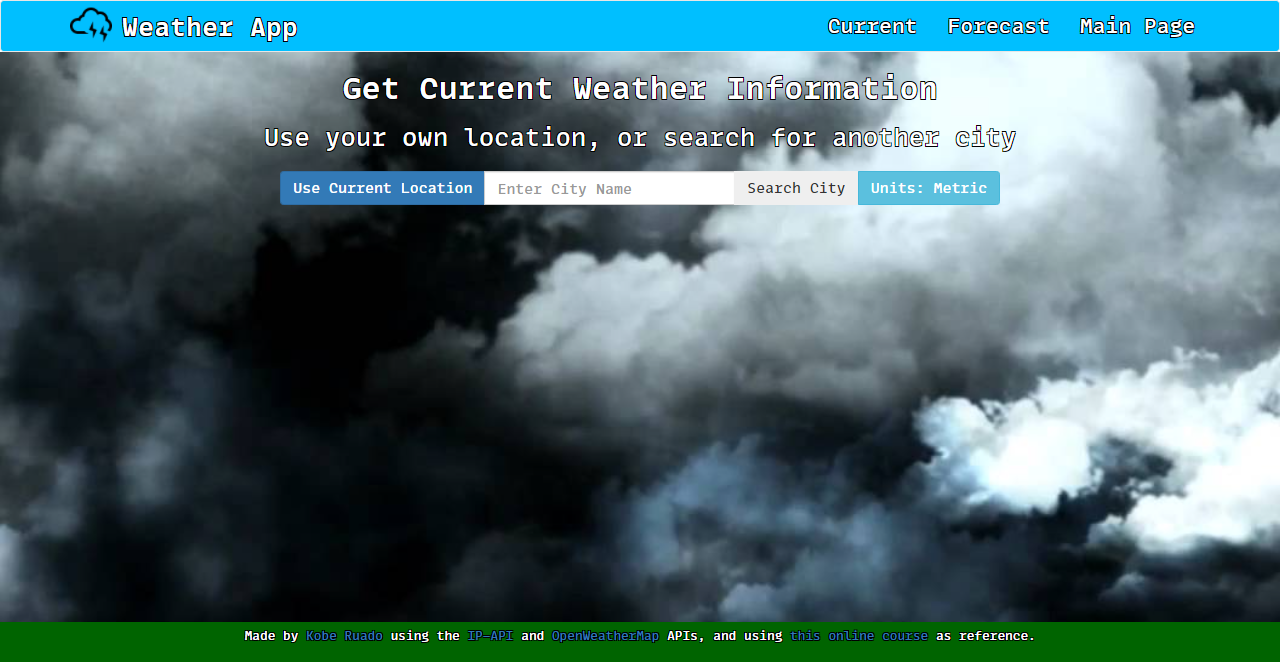 Weather App Current Forecast Main Page
Get Current Weather Information
Use your own location, or search for another city
Use Current Location Enter City Name Search City Units: Metric
Made by Kobe Ruado using the IP-API and OpenWeatherMap APIs, and using this online course as reference.